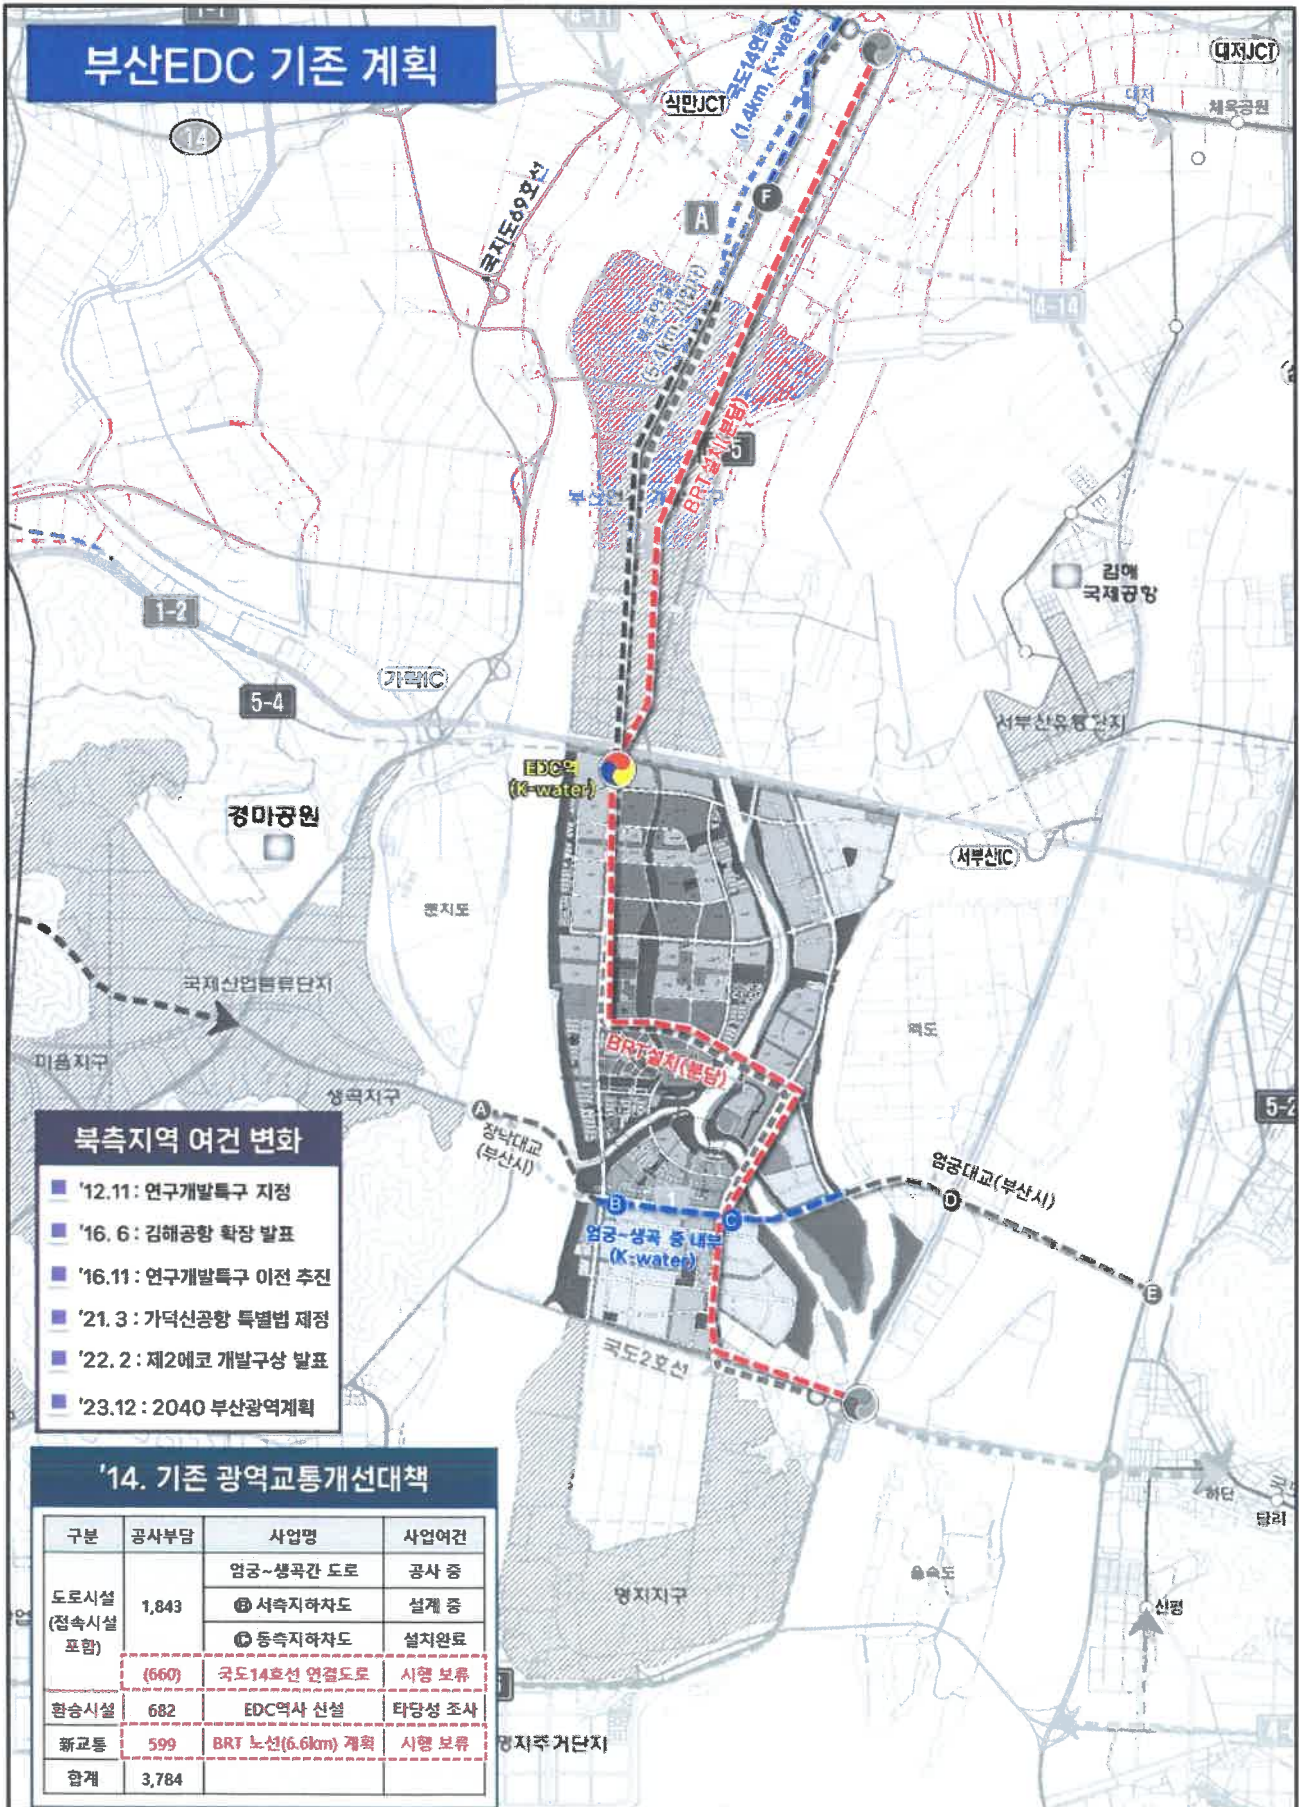 부산EDC 기존 계획
대저JCT
식만JCT
국도14연결
(1.4km, K-water)
대저
체육공원
14
국지도69호선
F
A
4-14
BRT설치(분담)
5
1-2
김해
국제공항
5-4
가락IC
서부산유통단지
EDC역
(K-water)
경마공원
서부산IC
둔치도
국제산업물류단지
맥도
미음지구
BRT설치(분담)
생곡지구
A
장낙대교
(부산시)
5-2
엄궁대교(부산시)
B
C
D
E
엄궁~생곡 중 내부
(K-water)
국도2호선
북측지역 여건 변화
'12.11 : 연구개발특구 지정
'16. 6 : 김해공항 확장 발표
'16.11 : 연구개발특구 이전 추진
'21. 3 : 가덕신공항 특별법 제정
'22. 2 : 제2에코 개발구상 발표
'23.12 : 2040 부산광역계획
하단
당리
을숙도
명지지구
신평
명지주거단지
'14. 기존 광역교통개선대책
구분 공사부담 사업명 사업여건
도로시설 (접속시설 포함) 1,843 엄궁~생곡간 도로 공사 중
Ⓑ 서측지하차도 설계 중
Ⓒ 동측지하차도 설치완료
(660) 국도14호선 연결도로 시행 보류
환승시설 682 EDC역사 신설 타당성 조사
新교통 599 BRT 노선(6.6km) 계획 시행 보류
합계 3,784